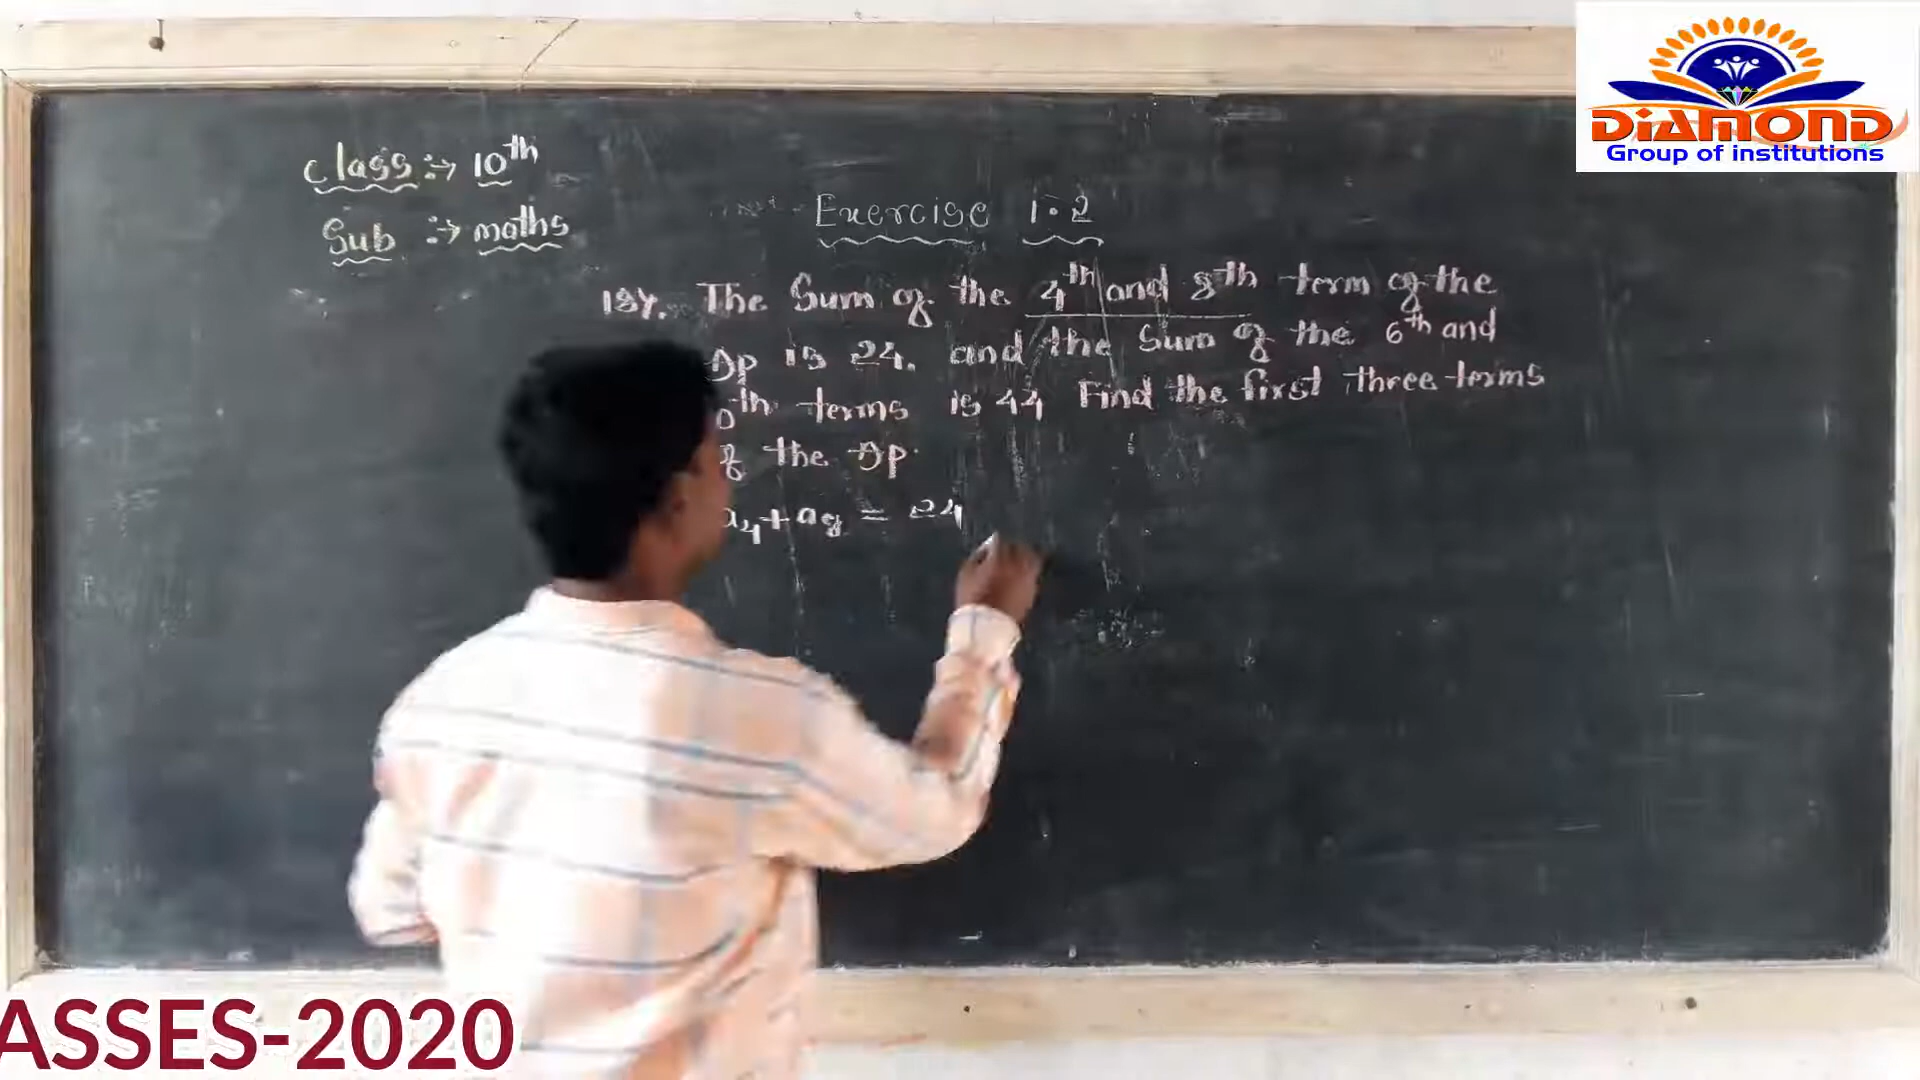 DIAMOND
Group of institutions
Class :→ 10th
Sub :→ maths
Exercise 1.2
18y. The Sum of the 4th and 8th term of the
Ap is 24. and the Sum of the 6th and
0th terms is 44 Find the first three terms
of the Ap.
a4+a8 = 24
ASSES-2020